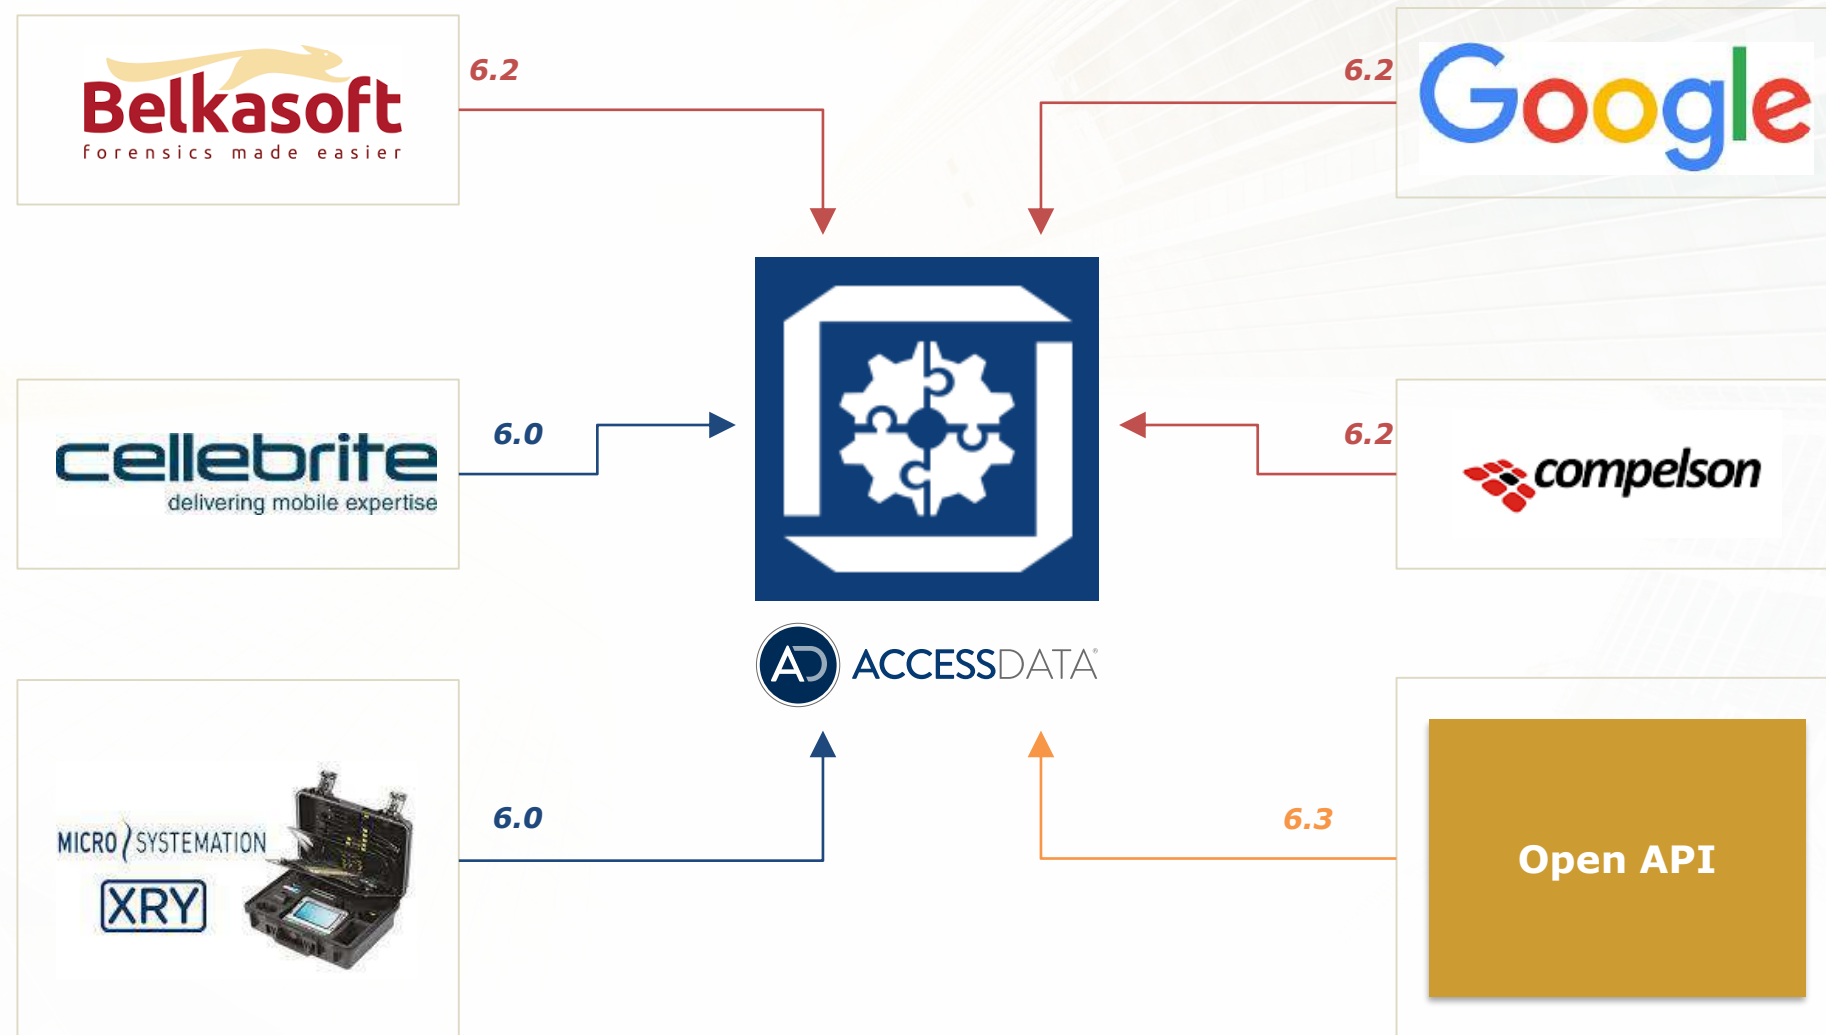 Belkasoft
forensics made easier
6.2
6.2
Google
cellebrite
delivering mobile expertise
6.0
6.2
compelson
AD ACCESSDATA®
MICRO SYSTEMATION
XRY
6.0
6.3
Open API